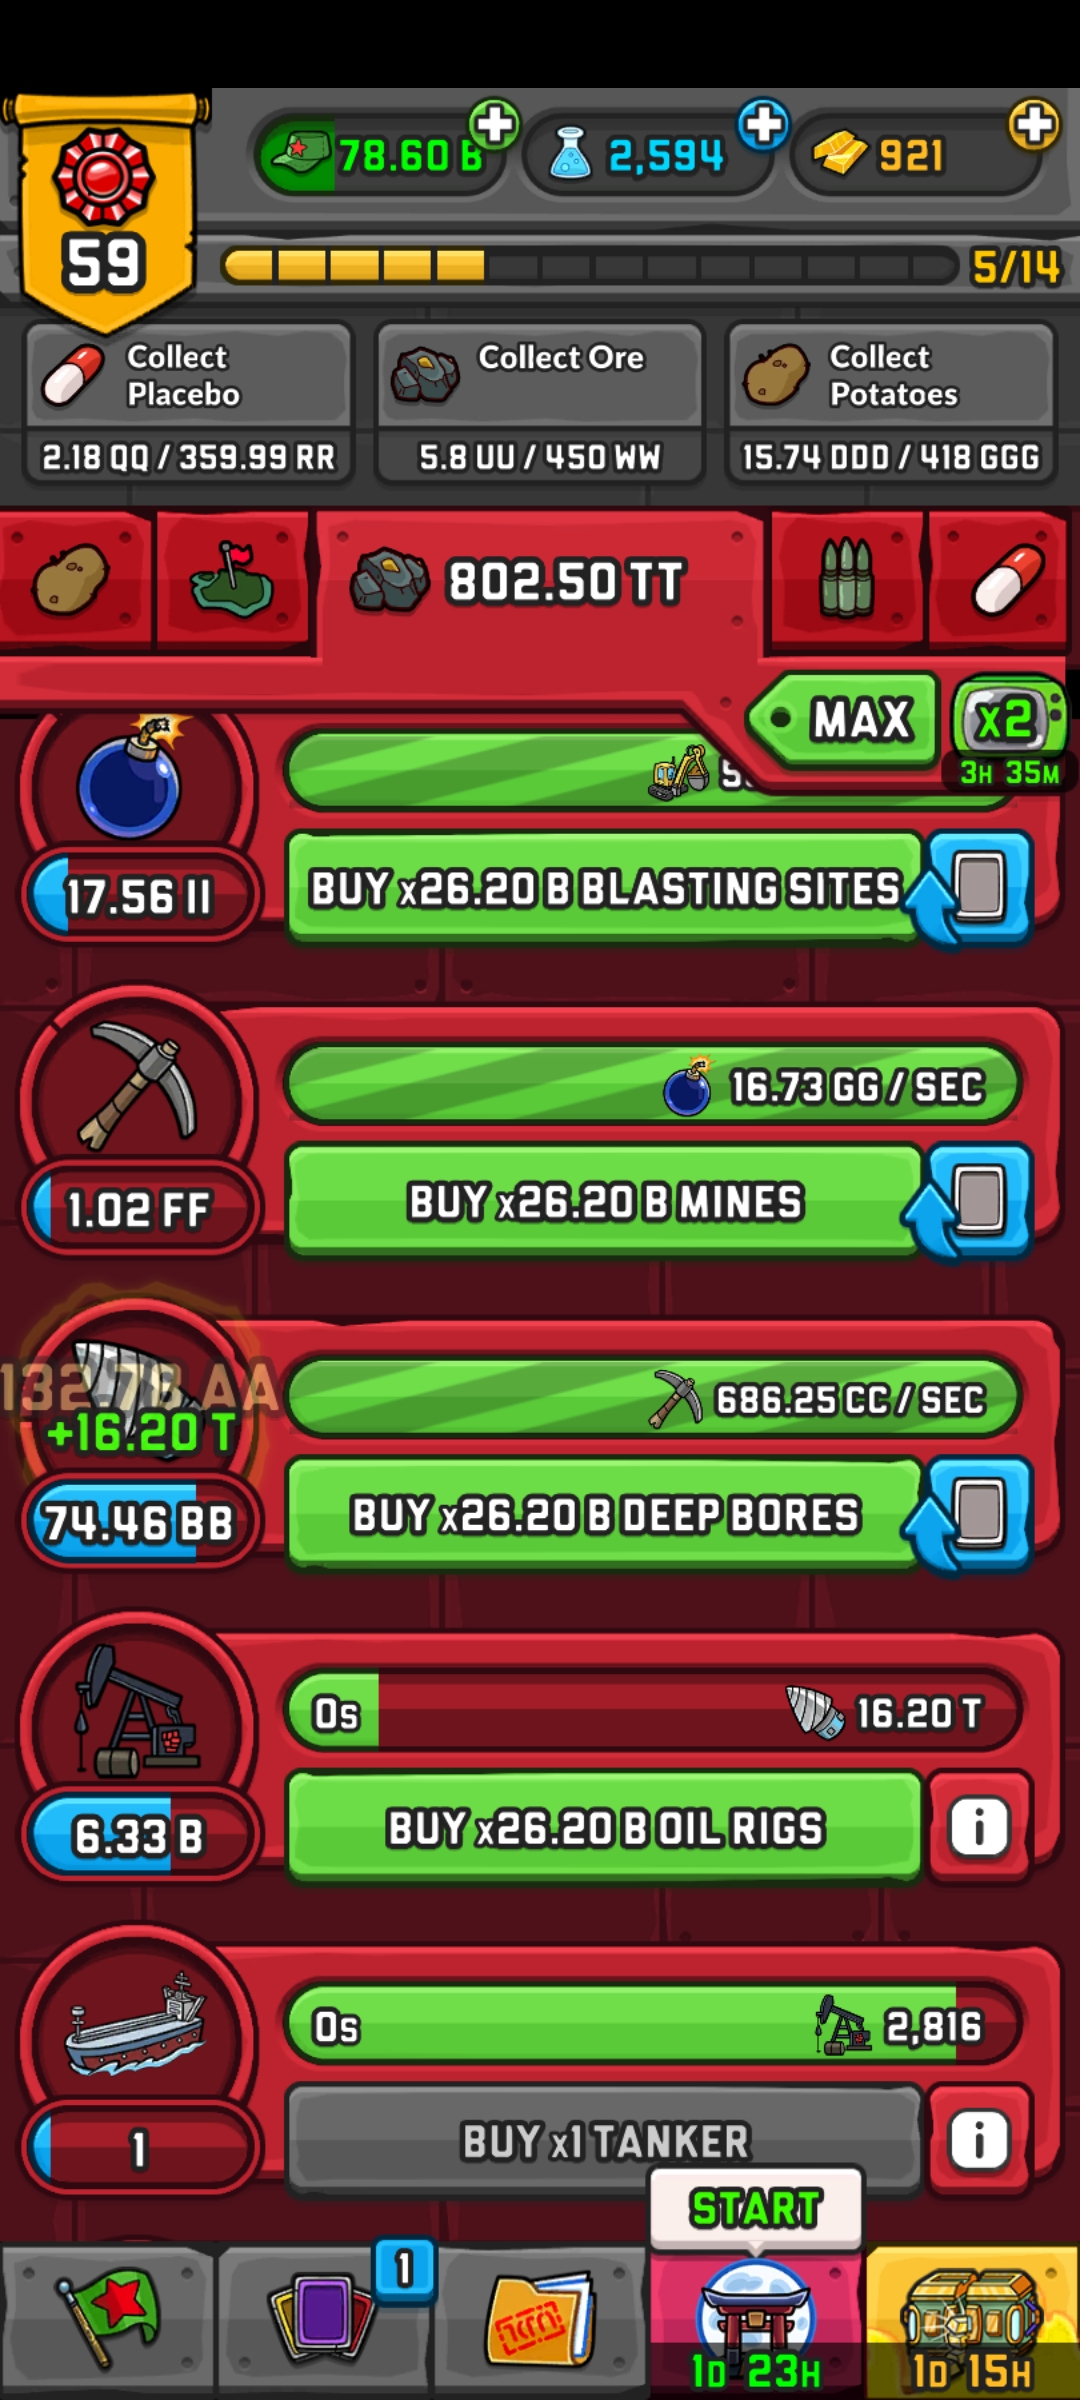 78.60 B
2,594
921
59
5/14
Collect
Placebo
2.18 QQ / 359.99 RR
Collect Ore
5.8 UU / 450 WW
Collect
Potatoes
15.74 DDD / 418 GGG
802.50 TT
MAX
x2
3H 35M
17.56 II
BUY x26.20 B BLASTING SITES
16.73 GG / SEC
1.02 FF
BUY x26.20 B MINES
132.78 AA
+16.20 T
686.25 CC / SEC
74.46 BB
BUY x26.20 B DEEP BORES
0s
16.20 T
6.33 B
BUY x26.20 B OIL RIGS
i
0s
2,816
1
BUY x1 TANKER
i
START
1
1D 23H
1D 15H